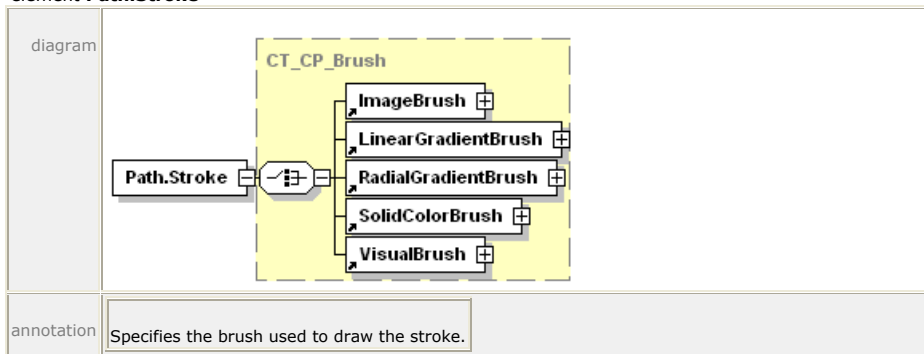 element Path.Stroke
diagram
CT_CP_Brush
ImageBrush
LinearGradientBrush
Path.Stroke
RadialGradientBrush
SolidColorBrush
VisualBrush
annotation
Specifies the brush used to draw the stroke.